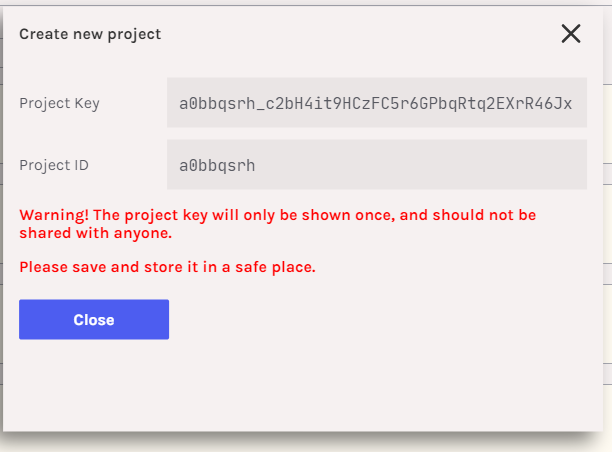 Create new project
Project Key
a0bbqsrh_c2bH4it9HCzFC5r6GPbqRtq2EXrR46Jx
Project ID
a0bbqsrh
Warning! The project key will only be shown once, and should not be
shared with anyone.
Please save and store it in a safe place.
Close